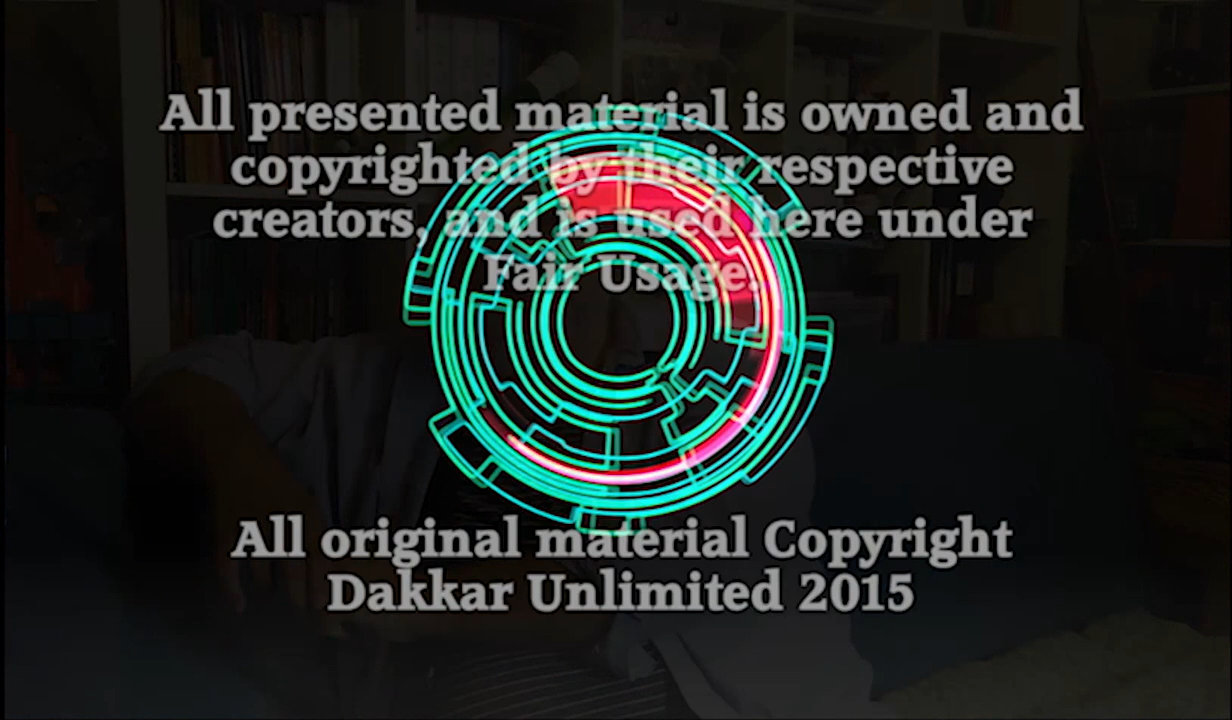 All presented material is owned and
copyrighted by their respective
creators, and is used here under
Fair Usage.
All original material Copyright
Dakkar Unlimited 2015